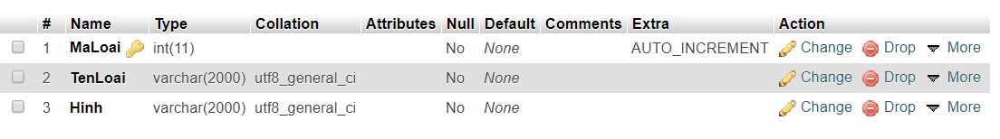 # Name Type Collation Attributes Null Default Comments Extra Action
1 MaLoai int(11) No None AUTO_INCREMENT Change Drop More
2 TenLoai varchar(2000) utf8_general_ci No None Change Drop More
3 Hinh varchar(2000) utf8_general_ci No None Change Drop More